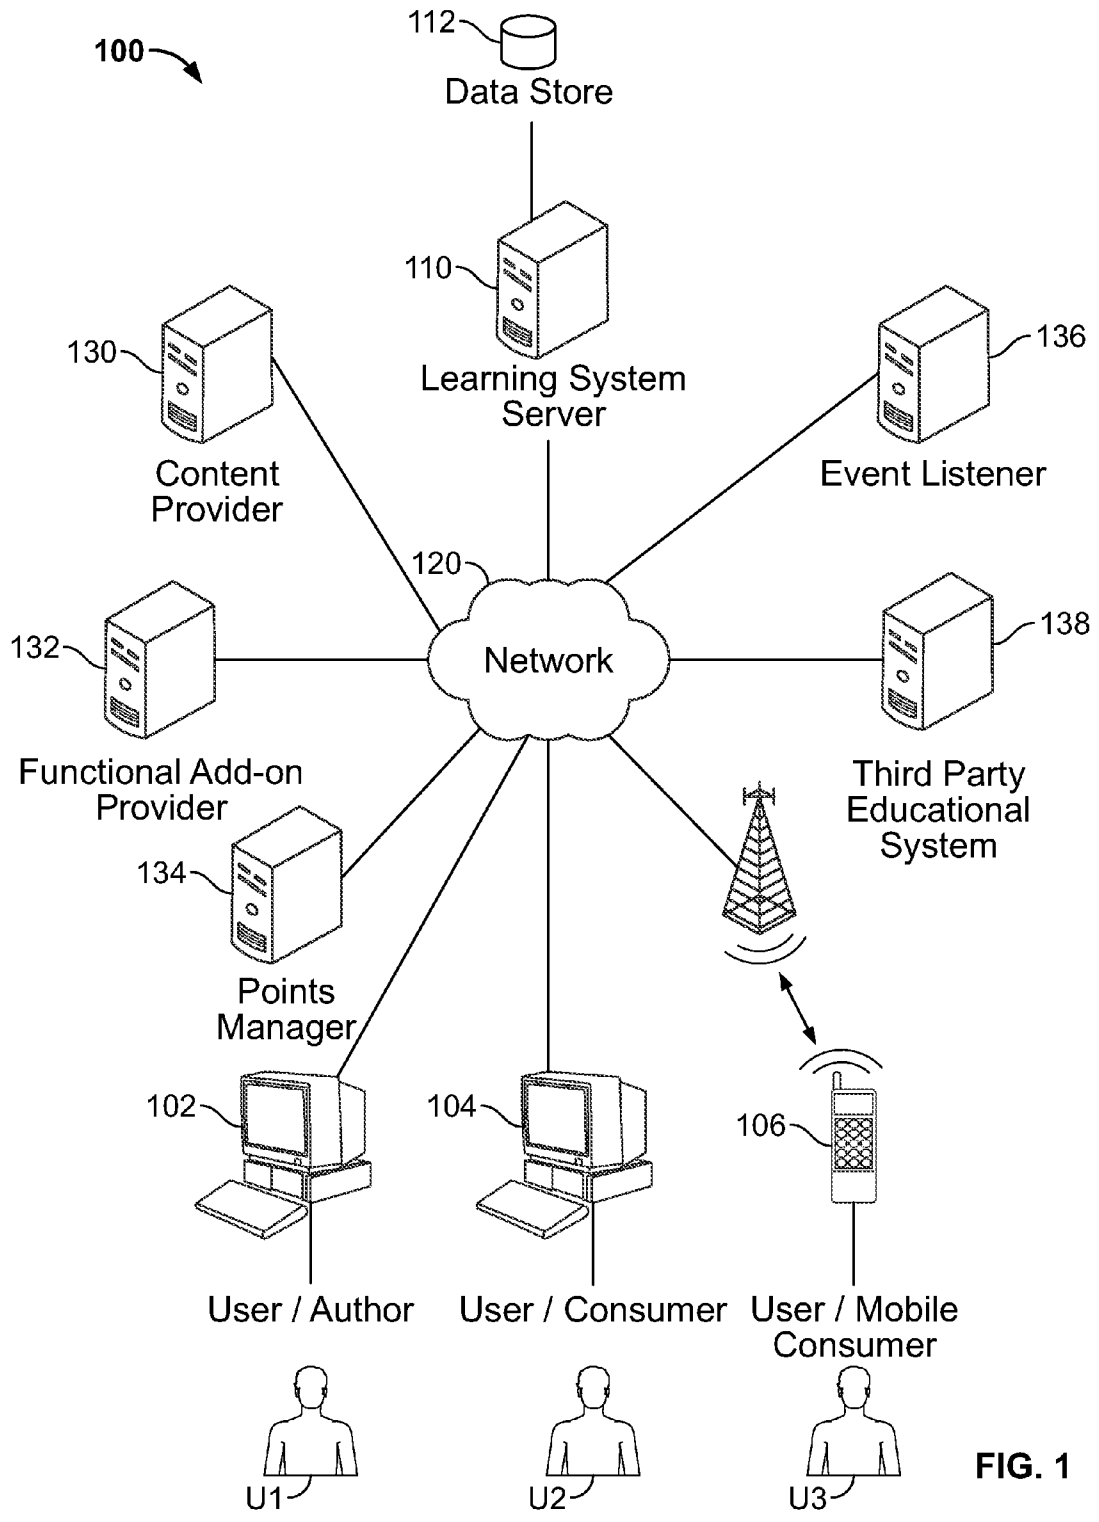 112
100
Data Store
110
Learning System
Server
130
Content
Provider
136
Event Listener
120
Network
132
Functional Add-on
Provider
138
Third Party
Educational
System
134
Points
Manager
102
104
106
User / Author
User / Consumer
User / Mobile
Consumer
U1
U2
U3
FIG. 1